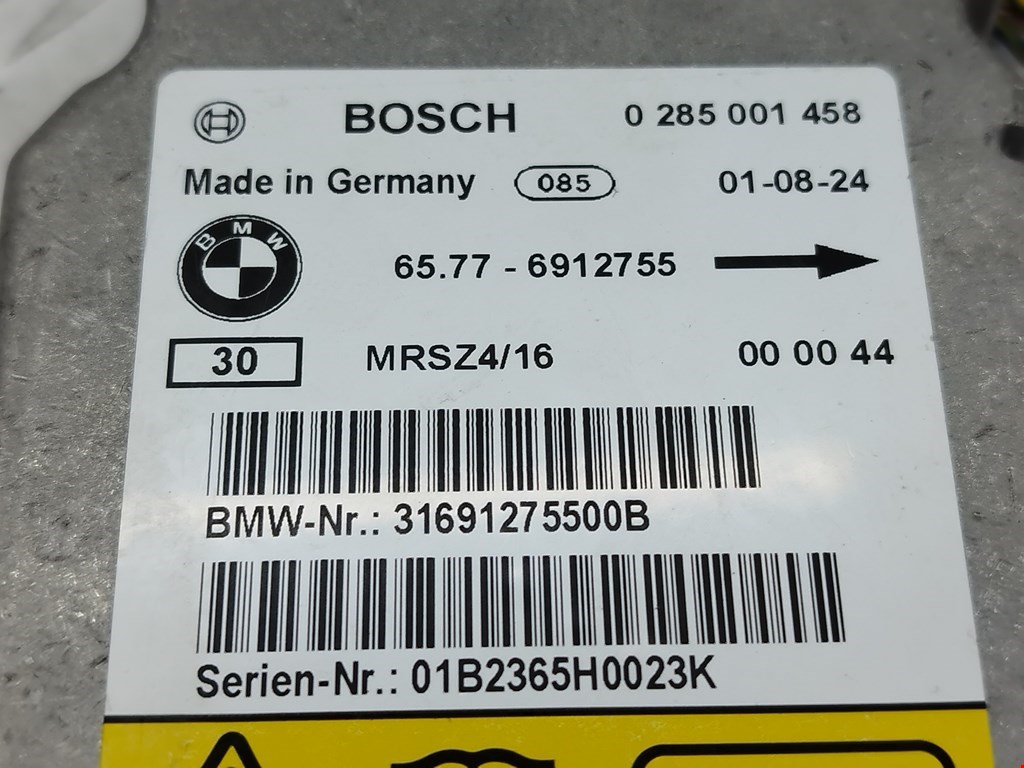 BOSCH 0 285 001 458
Made in Germany 085 01-08-24
BMW
65.77 - 6912755
30 MRSZ4/16 00 00 44
BMW-Nr.: 31691275500B
Serien-Nr.: 01B2365H0023K